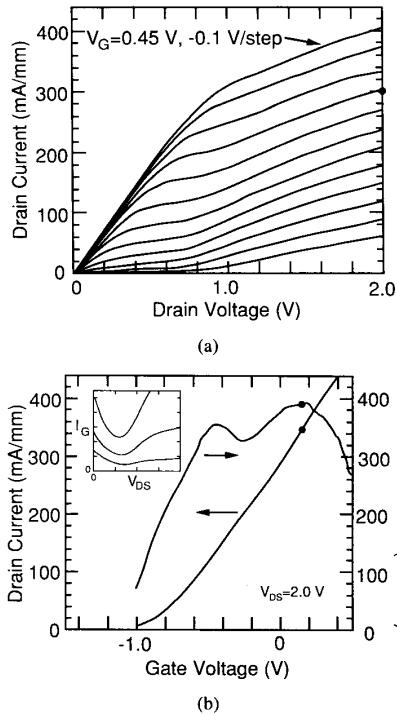 400
V_G=0.45 V, -0.1 V/step
300
200
100
0
Drain Current (mA/mm)
0 1.0 2.0
Drain Voltage (V)
(a)
400
300
200
100
0
Drain Current (mA/mm)
I_G
0
V_DS
400
300
200
100
0
V_DS=2.0 V
-1.0 0
Gate Voltage (V)
(b)